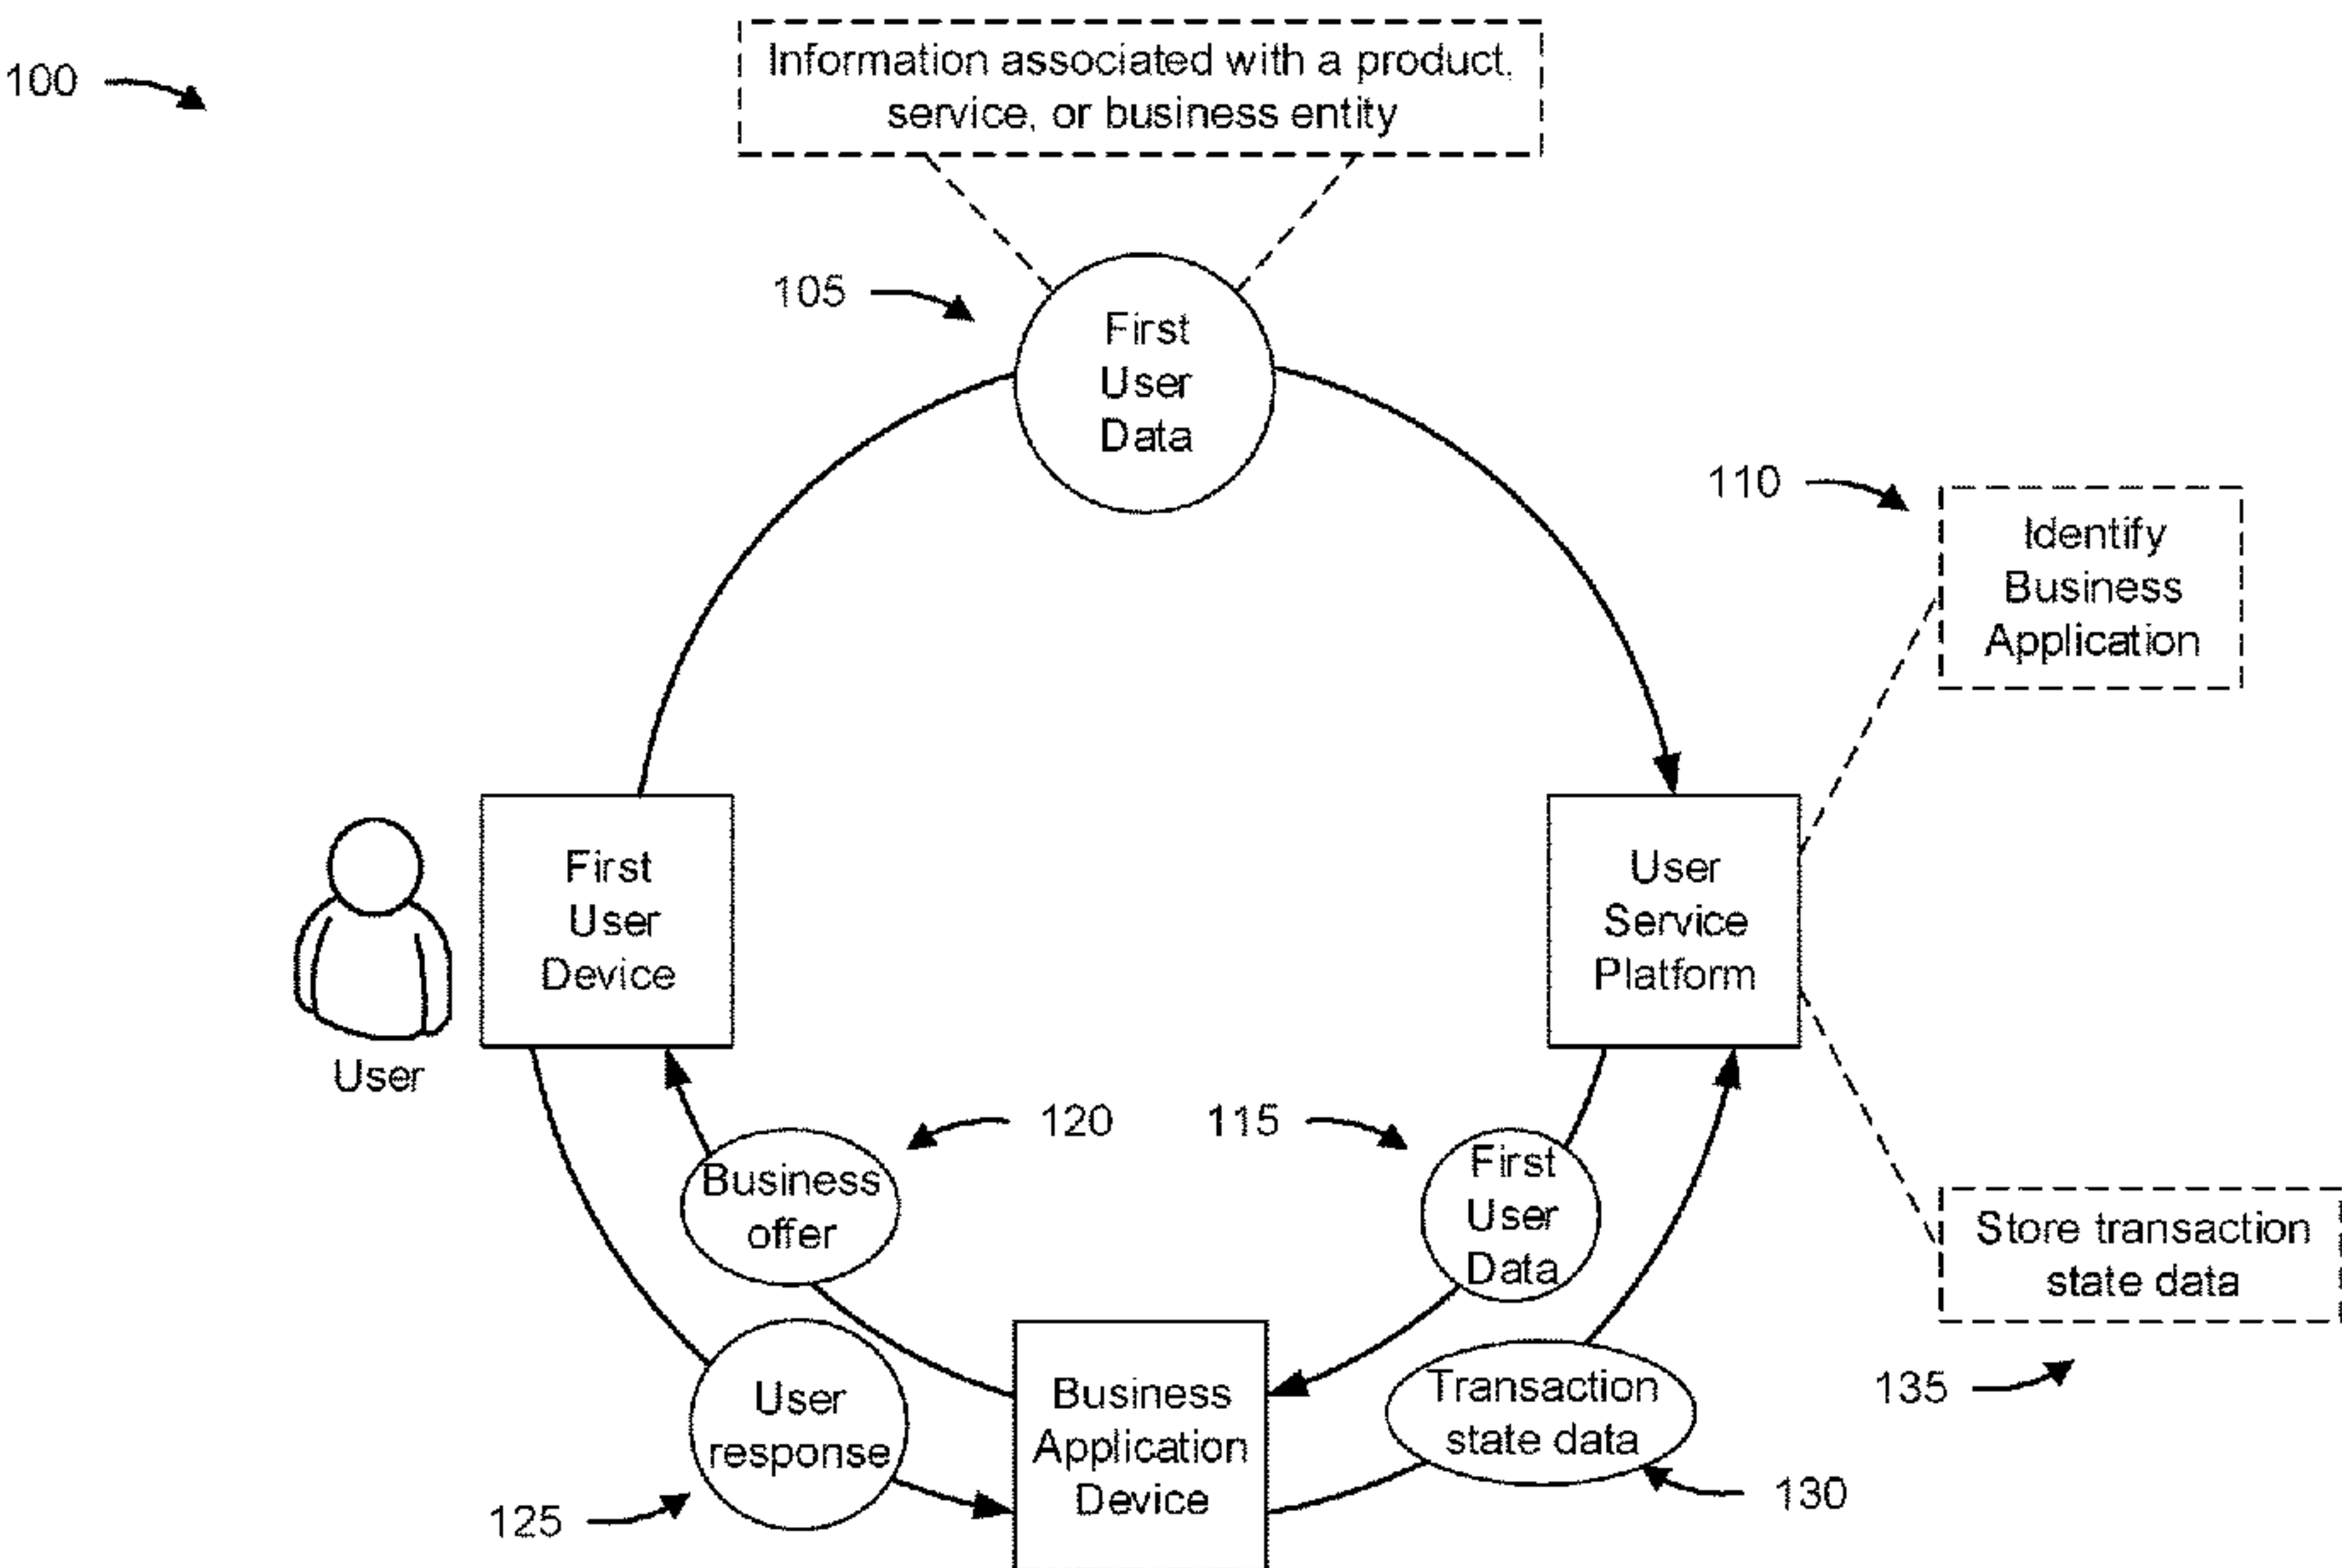 100
Information associated with a product,
service, or business entity
105
First
User
Data
110
Identify
Business
Application
First
User
Device
User
Service
Platform
User
120
115
Business
offer
First
User
Data
Store transaction
state data
135
User
response
Business
Application
Device
Transaction
state data
125
130